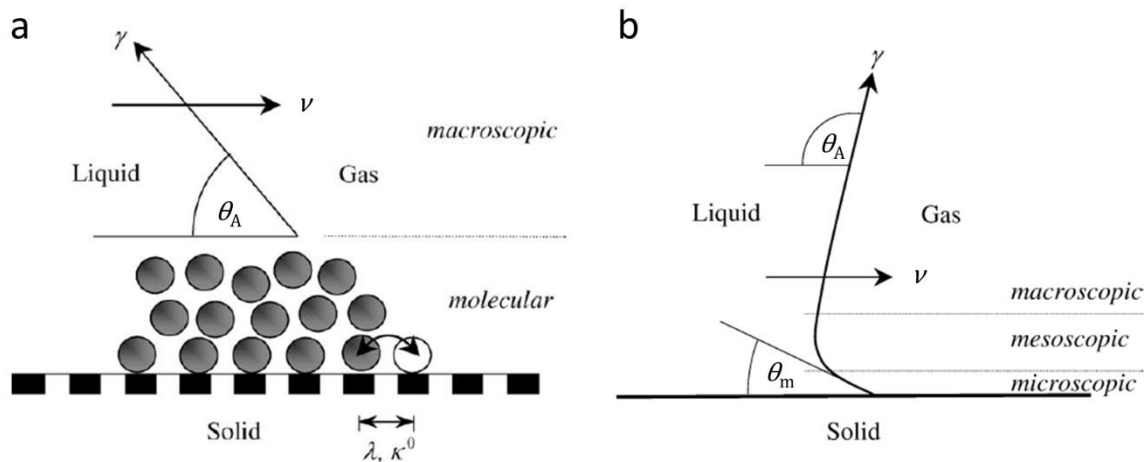 a
γ
ν
macroscopic
Liquid
Gas
θA
molecular
Solid
λ, κ⁰
b
γ
θA
Liquid
Gas
ν
macroscopic
mesoscopic
θm
microscopic
Solid